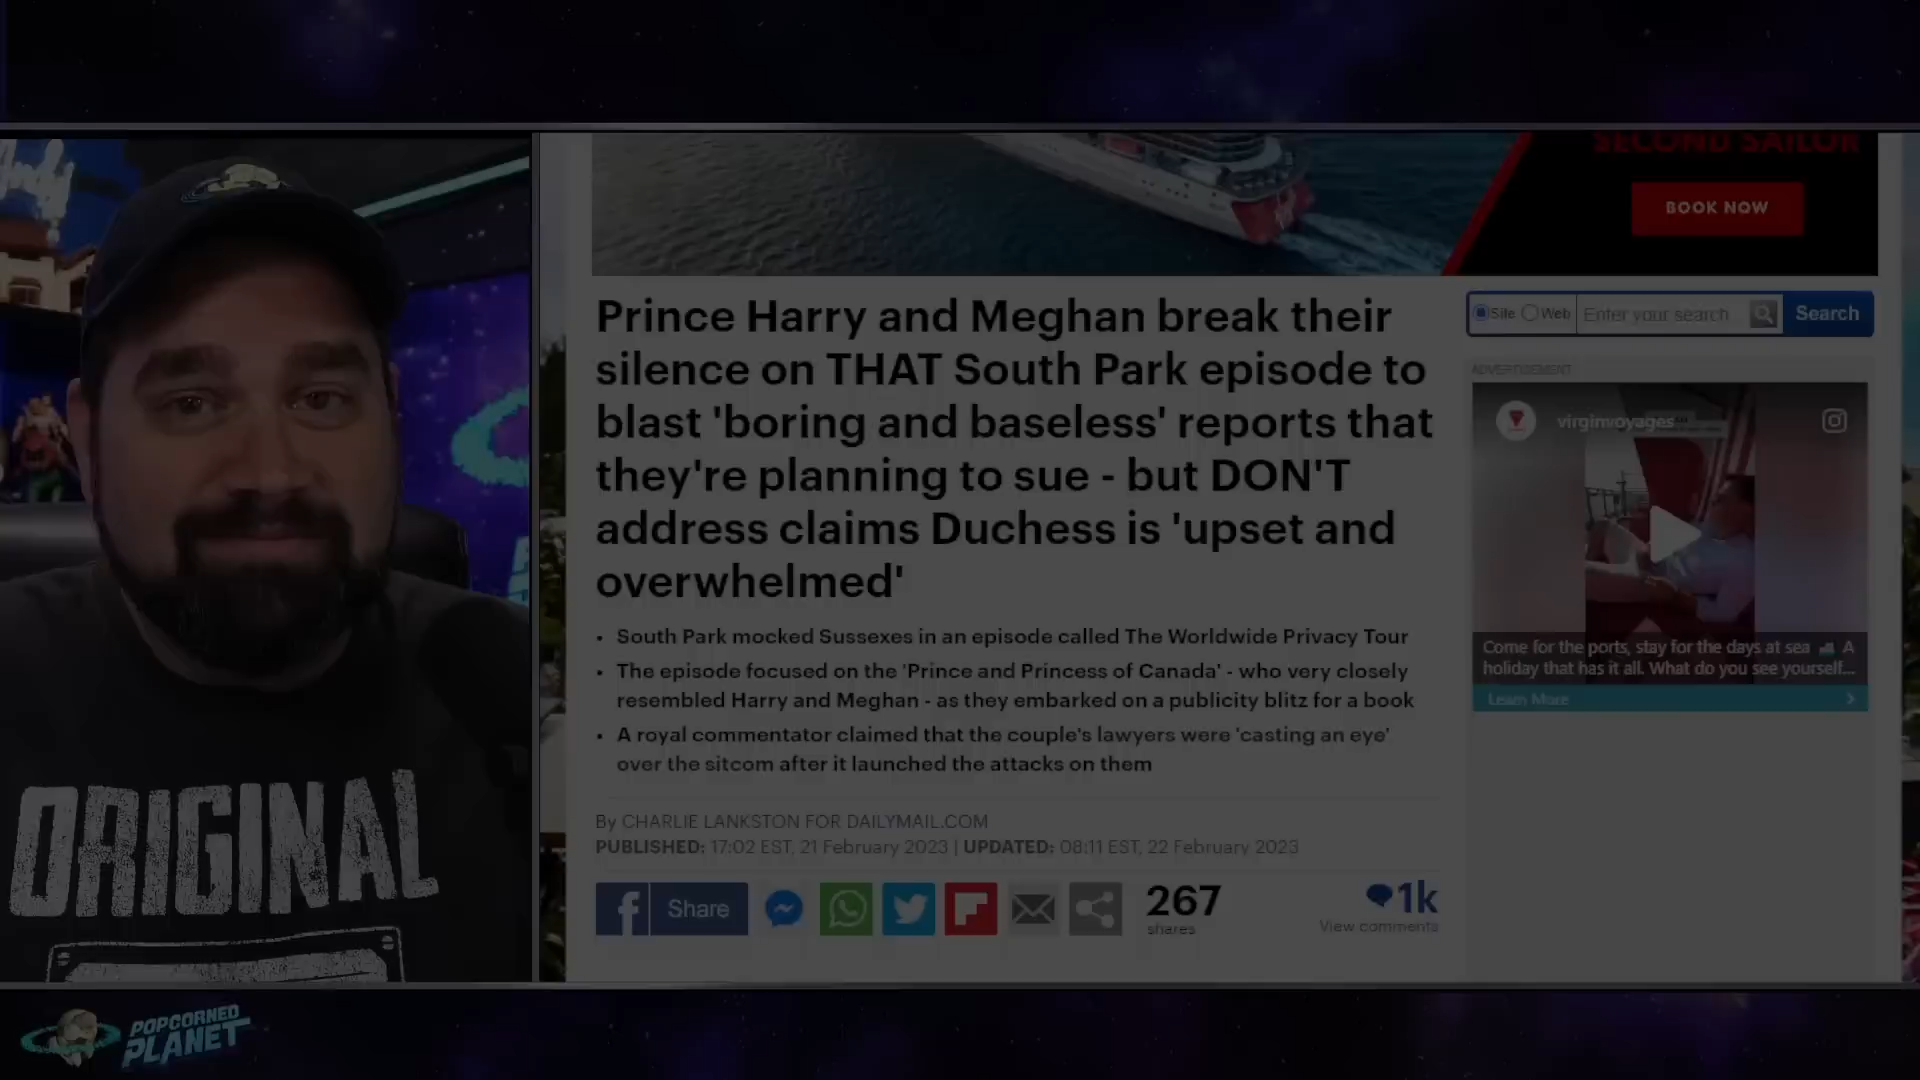 SECOND SAILOR
BOOK NOW
Prince Harry and Meghan break their
silence on THAT South Park episode to
blast 'boring and baseless' reports that
they're planning to sue - but DON'T
address claims Duchess is 'upset and
overwhelmed'
• South Park mocked Sussexes in an episode called The Worldwide Privacy Tour
• The episode focused on the 'Prince and Princess of Canada' - who very closely
resembled Harry and Meghan - as they embarked on a publicity blitz for a book
• A royal commentator claimed that the couple's lawyers were 'casting an eye'
over the sitcom after it launched the attacks on them
By CHARLIE LANKSTON FOR DAILYMAIL.COM
PUBLISHED: 17:02 EST, 21 February 2023 | UPDATED: 08:11 EST, 22 February 2023
Share
267
shares
1k
View comments
Site Web Enter your search Search
ADVERTISEMENT
virginvoyages
Come for the ports, stay for the days at sea A
holiday that has it all. What do you see yourself...
Learn More
ORIGINAL
POPCORNED
PLANET